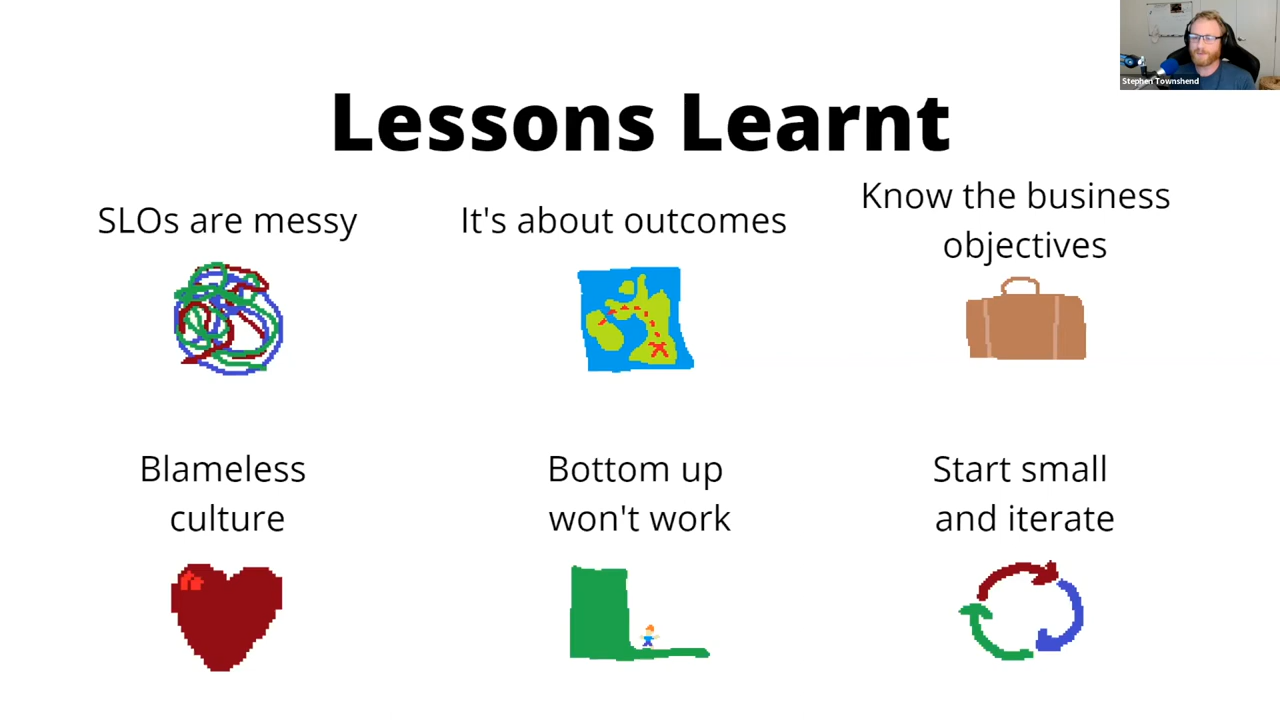 Stephen Townshend
Lessons Learnt
SLOs are messy
It's about outcomes
Know the business
objectives
Blameless
culture
Bottom up
won't work
Start small
and iterate